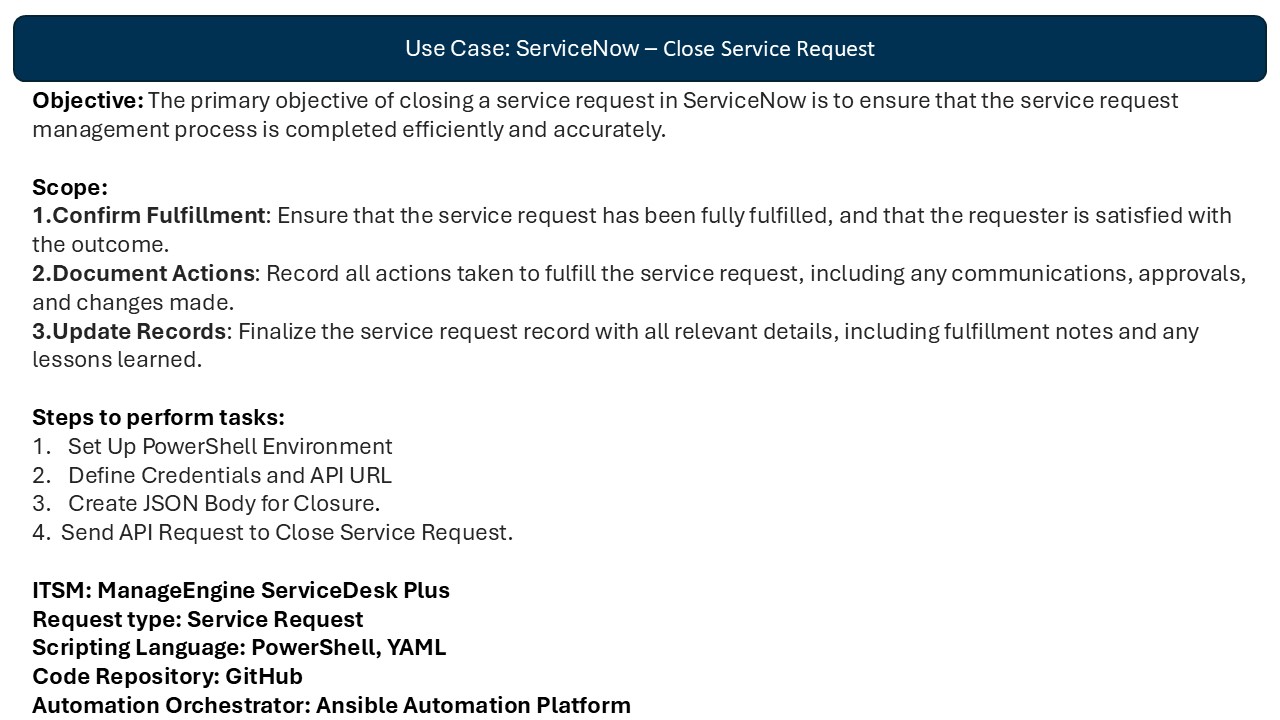 Use Case: ServiceNow – Close Service Request
Objective: The primary objective of closing a service request in ServiceNow is to ensure that the service request
management process is completed efficiently and accurately.
Scope:
1.Confirm Fulfillment: Ensure that the service request has been fully fulfilled, and that the requester is satisfied with
the outcome.
2.Document Actions: Record all actions taken to fulfill the service request, including any communications, approvals,
and changes made.
3.Update Records: Finalize the service request record with all relevant details, including fulfillment notes and any
lessons learned.
Steps to perform tasks:
1. Set Up PowerShell Environment
2. Define Credentials and API URL
3. Create JSON Body for Closure.
4. Send API Request to Close Service Request.
ITSM: ManageEngine ServiceDesk Plus
Request type: Service Request
Scripting Language: PowerShell, YAML
Code Repository: GitHub
Automation Orchestrator: Ansible Automation Platform